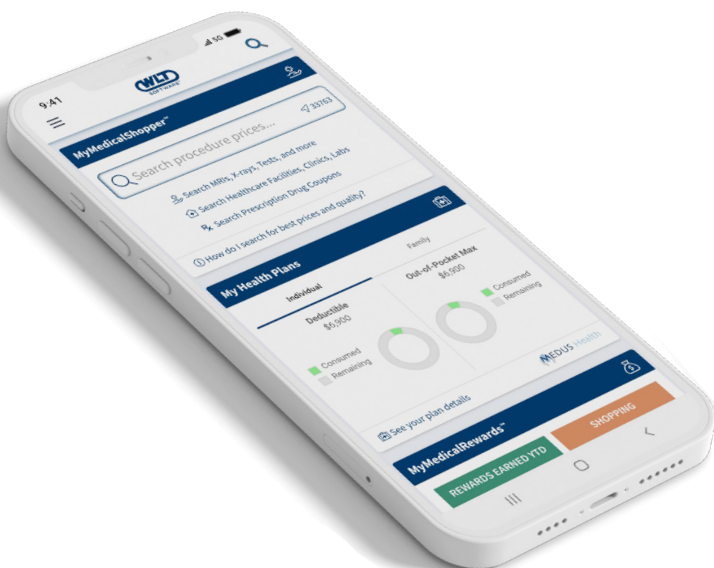 9:41
5G
WLT
SOFTWARE
MyMedicalShopper™
Search procedure prices...
33763
Search MRIs, X-rays, Tests, and more
Search Healthcare Facilities, Clinics, Labs
Search Prescription Drug Coupons
How do I search for best prices and quality?
My Health Plans
Individual
Family
Deductible
$6,900
Out-of-Pocket Max
$6,900
Consumed
Remaining
Consumed
Remaining
See your plan details
MEDUS Health
MyMedicalRewards™
REWARDS EARNED YTD
SHOPPING